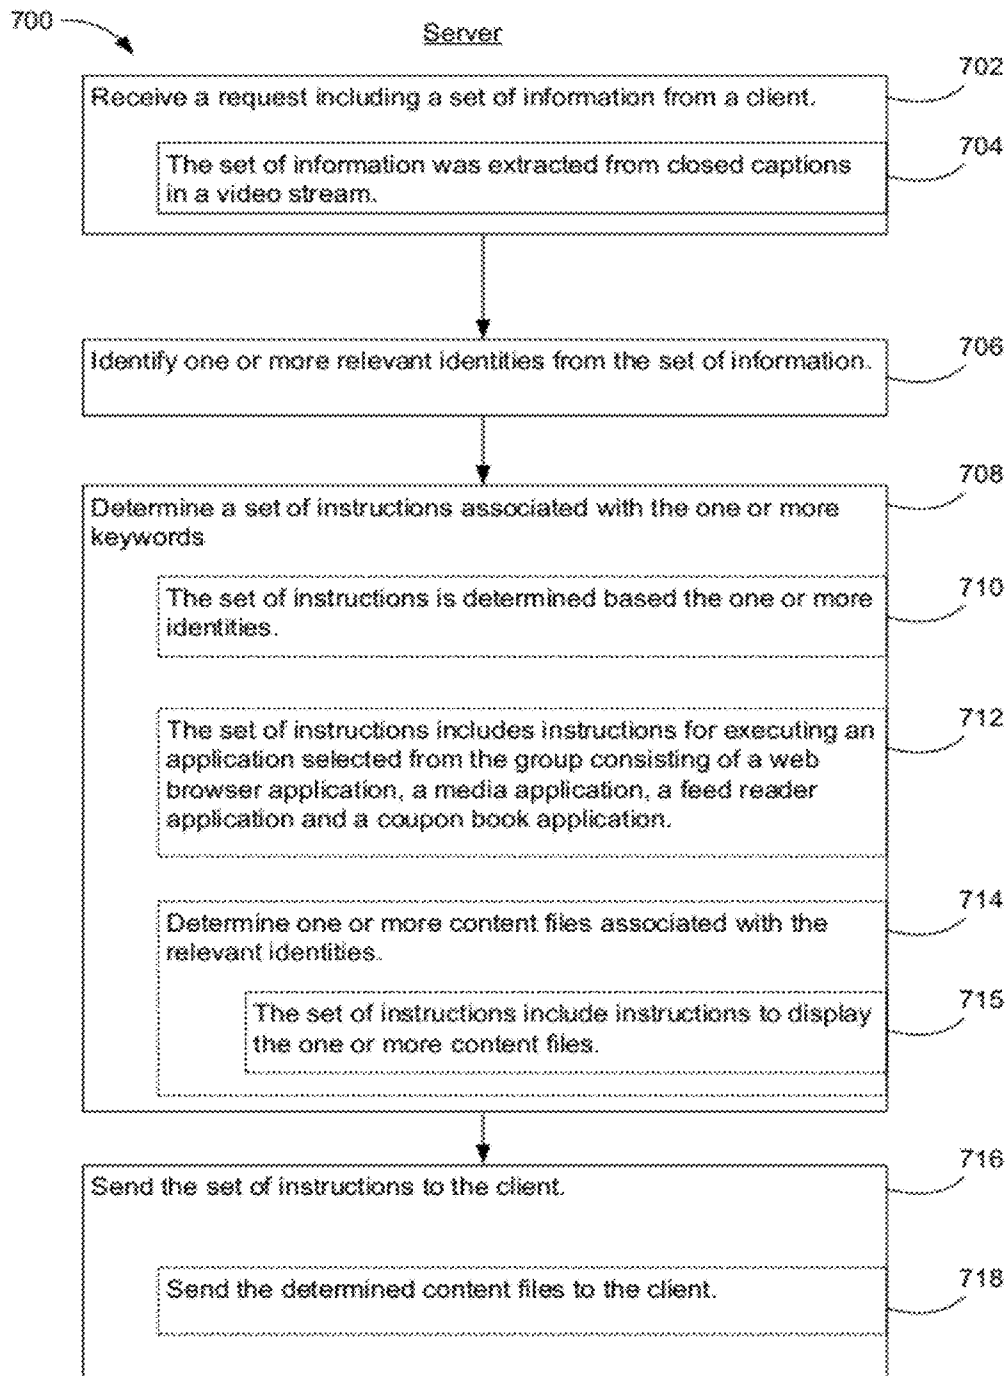 700
Server
702
Receive a request including a set of information from a client.
704
The set of information was extracted from closed captions
in a video stream.
706
Identify one or more relevant identities from the set of information.
708
Determine a set of instructions associated with the one or more
keywords
710
The set of instructions is determined based the one or more
identities.
712
The set of instructions includes instructions for executing an
application selected from the group consisting of a web
browser application, a media application, a feed reader
application and a coupon book application.
714
Determine one or more content files associated with the
relevant identities.
715
The set of instructions include instructions to display
the one or more content files.
716
Send the set of instructions to the client.
718
Send the determined content files to the client.